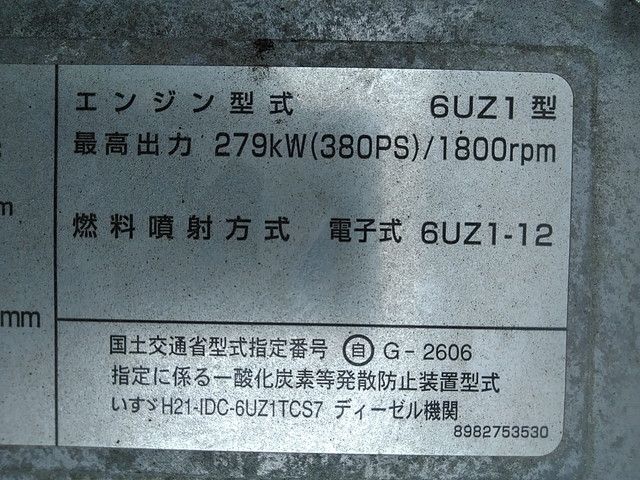 エンジン型式 6UZ1型
最高出力 279kW(380PS)/1800rpm
m
燃料噴射方式 電子式 6UZ1-12
mm
国土交通省型式指定番号 自 G-2606
指定に係る一酸化炭素等発散防止装置型式
いすゞH21-IDC-6UZ1TCS7 ディーゼル機関
8982753530